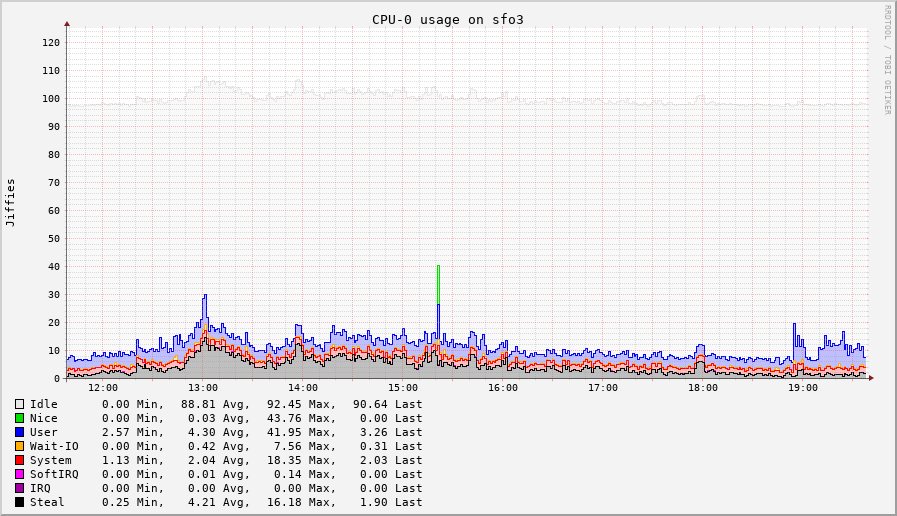 CPU-0 usage on sfo3
RRDTOOL / TOBI OETIKER
Jiffies
120
110
100
90
80
70
60
50
40
30
20
10
0
12:00 13:00 14:00 15:00 16:00 17:00 18:00 19:00
Idle 0.00 Min, 88.81 Avg, 92.45 Max, 90.64 Last
Nice 0.00 Min, 0.03 Avg, 43.76 Max, 0.00 Last
User 2.57 Min, 4.30 Avg, 41.95 Max, 3.26 Last
Wait-IO 0.00 Min, 0.42 Avg, 7.56 Max, 0.31 Last
System 1.13 Min, 2.04 Avg, 18.35 Max, 2.03 Last
SoftIRQ 0.00 Min, 0.01 Avg, 0.14 Max, 0.00 Last
IRQ 0.00 Min, 0.00 Avg, 0.00 Max, 0.00 Last
Steal 0.25 Min, 4.21 Avg, 16.18 Max, 1.90 Last